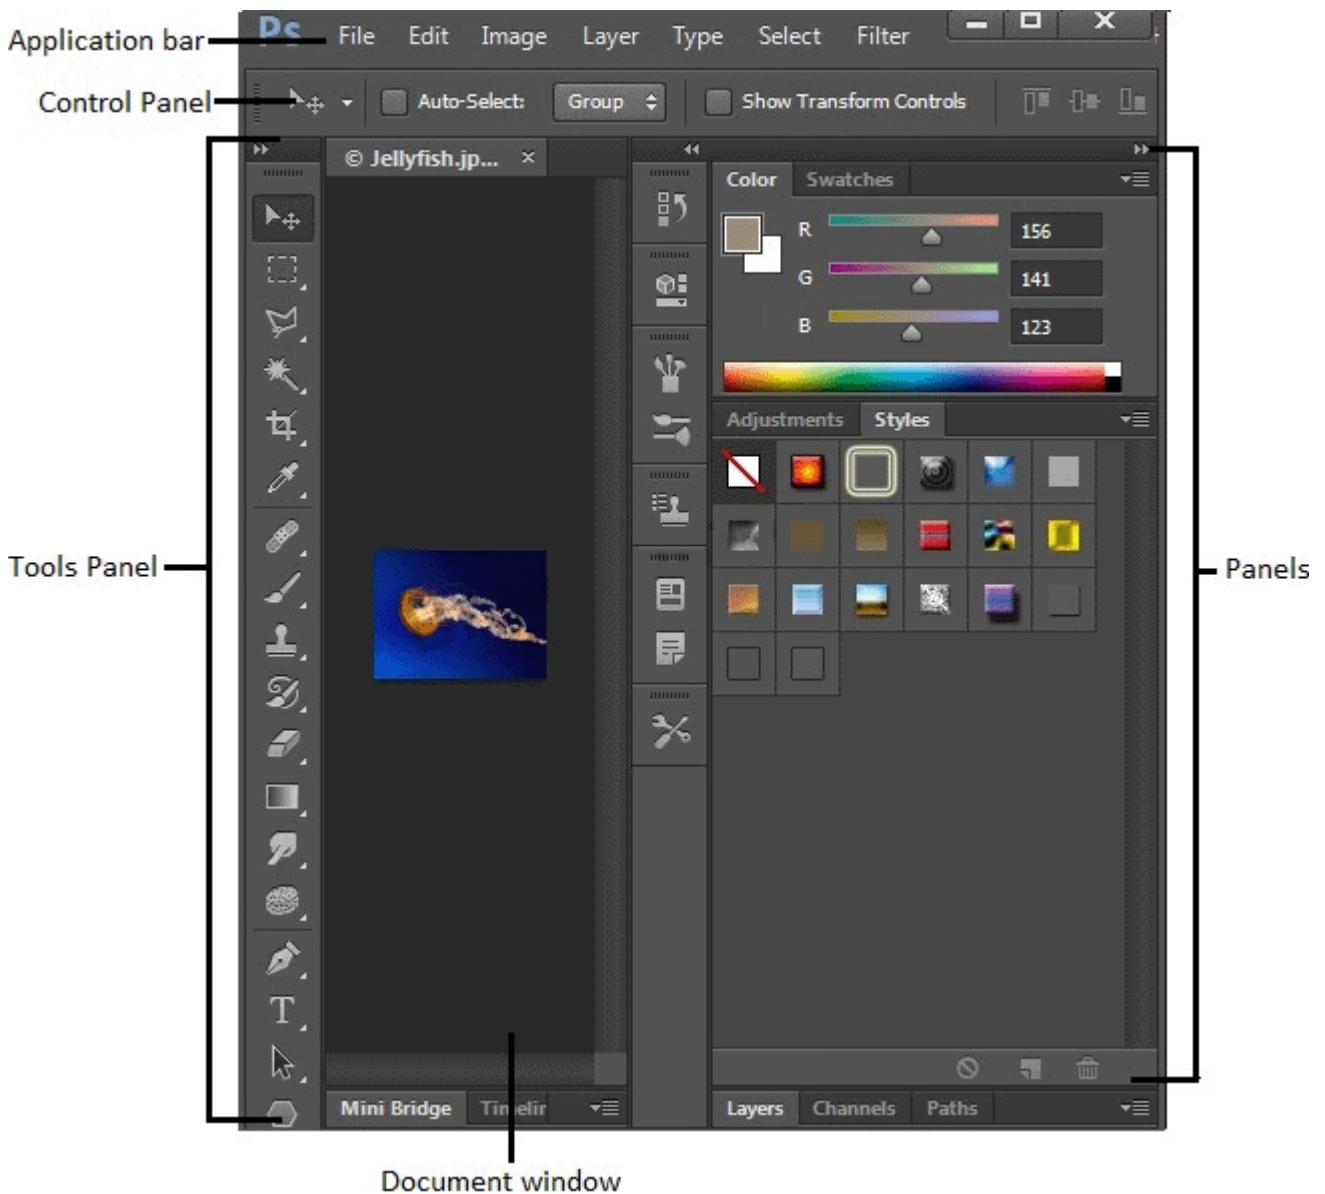 Application bar
Ps File Edit Image Layer Type Select Filter
Control Panel
Auto-Select: Group Show Transform Controls
© Jellyfish.jp...
Color Swatches
R 156
G 141
B 123
Adjustments Styles
Tools Panel
Panels
T
Mini Bridge Timelir
Layers Channels Paths
Document window